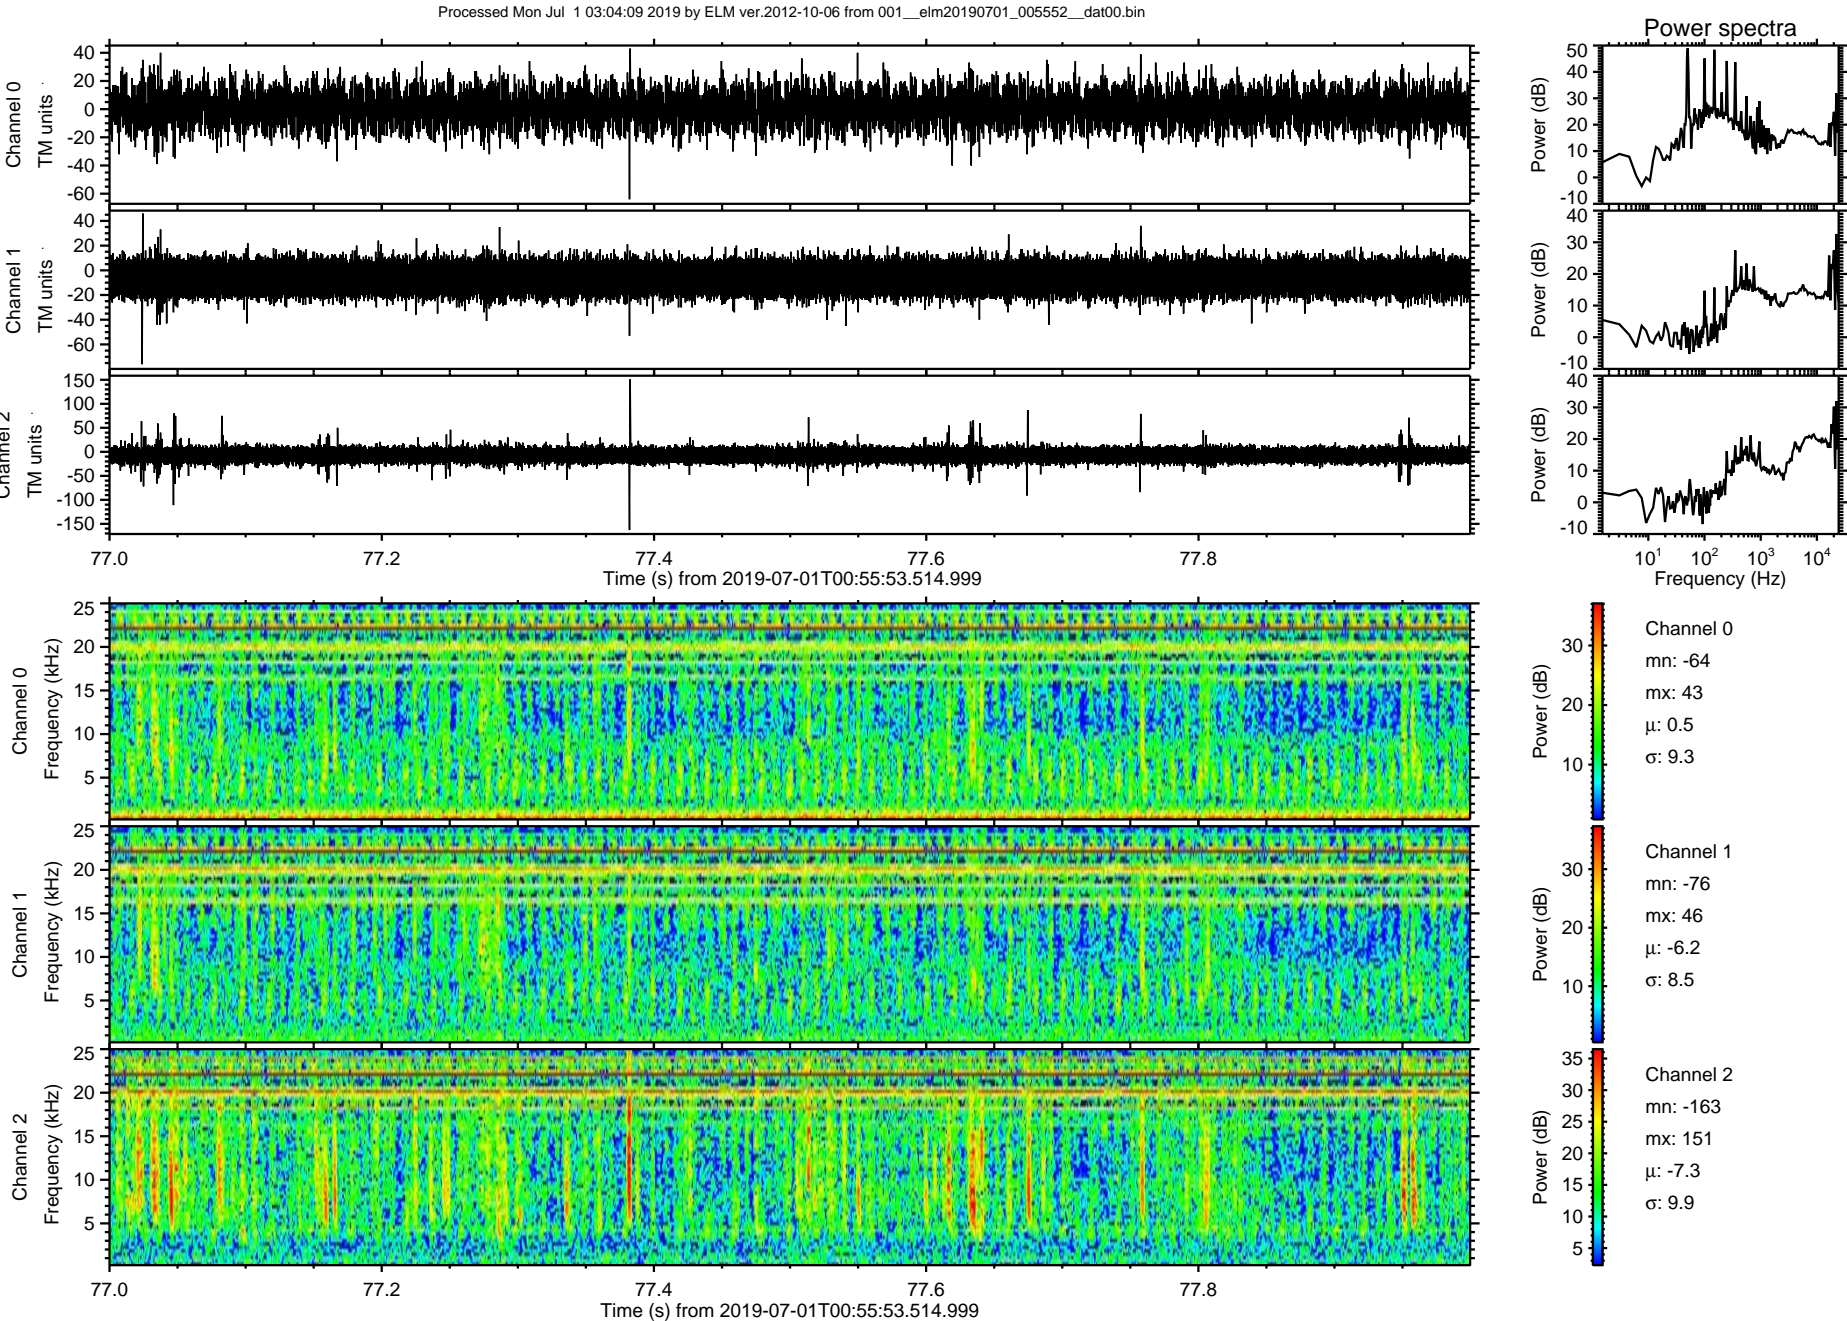 Processed Mon Jul  1 03:04:09 2019 by ELM ver.2012-10-06 from 001__elm20190701_005552__dat00.bin
Power spectra
Channel 0
TM units
40
20
0
-20
-40
-60
Power (dB)
50
40
30
20
10
0
-10
Channel 1
TM units
40
20
0
-20
-40
-60
Power (dB)
40
30
20
10
0
-10
Channel 2
TM units
150
100
50
0
-50
-100
-150
Power (dB)
40
30
20
10
0
-10
77.0 77.2 77.4 77.6 77.8
Time (s) from 2019-07-01T00:55:53.514.999
10¹ 10² 10³ 10⁴
Frequency (Hz)
Channel 0
Frequency (kHz)
25
20
15
10
5
Power (dB)
30
20
10
Channel 0
mn: -64
mx: 43
μ: 0.5
σ: 9.3
Channel 1
Frequency (kHz)
25
20
15
10
5
Power (dB)
30
20
10
Channel 1
mn: -76
mx: 46
μ: -6.2
σ: 8.5
Channel 2
Frequency (kHz)
25
20
15
10
5
Power (dB)
35
30
25
20
15
10
5
Channel 2
mn: -163
mx: 151
μ: -7.3
σ: 9.9
77.0 77.2 77.4 77.6 77.8
Time (s) from 2019-07-01T00:55:53.514.999